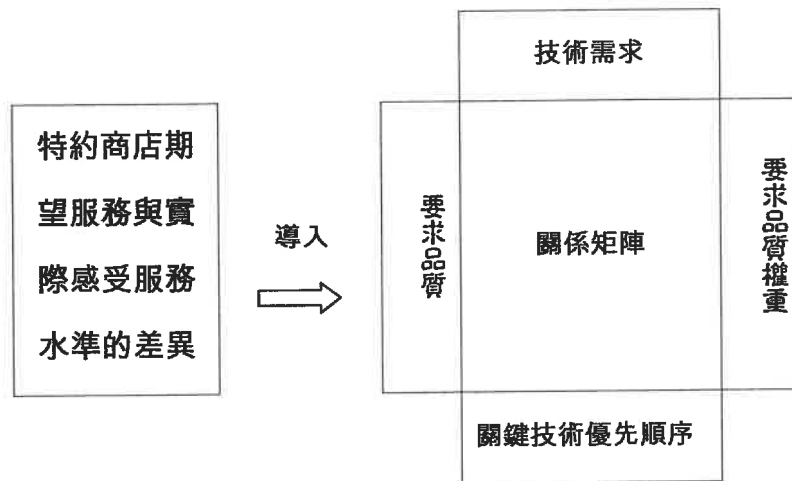 技術需求
特約商店期
望服務與實
際感受服務
水準的差異
導入
要求品質
關係矩陣
要求品質權重
關鍵技術優先順序